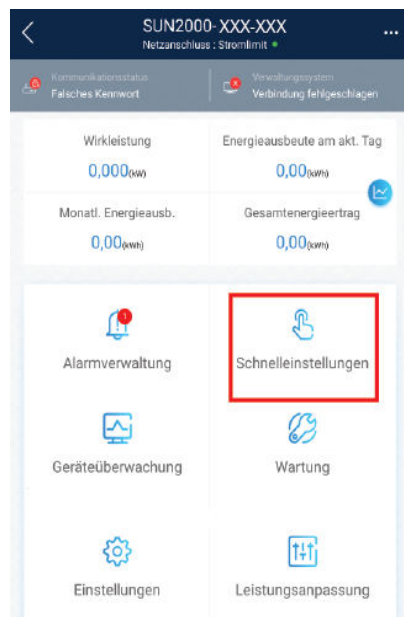 SUN2000-XXX-XXX
Netzanschluss : Stromlimit
Kommunikationsstatus
Falsches Kennwort
Verwaltungssystem
Verbindung fehlgeschlagen
Wirkleistung
0,000(kW)
Energieausbeute am akt. Tag
0,00(kWh)
Monatl. Energieausb.
0,00(kWh)
Gesamtenergieertrag
0,00(kWh)
1
Alarmverwaltung
Schnelleinstellungen
Geräteüberwachung
Wartung
Einstellungen
Leistungsanpassung